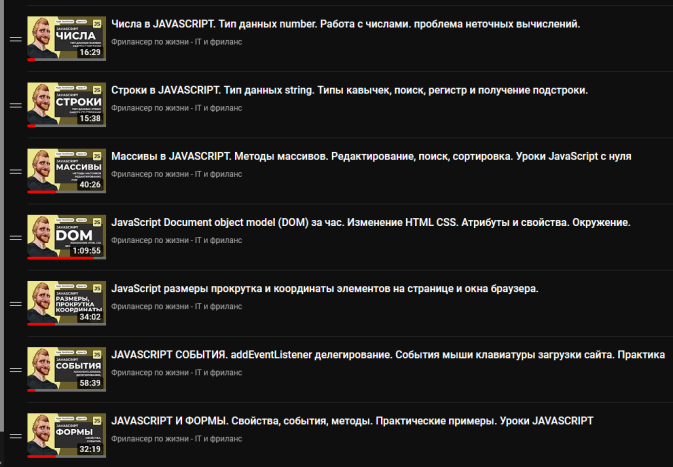 JAVASCRIPT
ЧИСЛА
16:29
Числа в JAVASCRIPT. Тип данных number. Работа с числами. проблема неточных вычислений.
Фрилансер по жизни - IT и фриланс
JAVASCRIPT
СТРОКИ
15:38
Строки в JAVASCRIPT. Тип данных string. Типы кавычек, поиск, регистр и получение подстроки.
Фрилансер по жизни - IT и фриланс
JAVASCRIPT
МАССИВЫ
40:26
Массивы в JAVASCRIPT. Методы массивов. Редактирование, поиск, сортировка. Уроки JavaScript с нуля
Фрилансер по жизни - IT и фриланс
JAVASCRIPT
DOM
1:09:55
JavaScript Document object model (DOM) за час. Изменение HTML CSS. Атрибуты и свойства. Окружение.
Фрилансер по жизни - IT и фриланс
JAVASCRIPT
РАЗМЕРЫ,
ПРОКРУТКА
КООРДИНАТЫ
34:02
JavaScript размеры прокрутка и координаты элементов на странице и окна браузера.
Фрилансер по жизни - IT и фриланс
JAVASCRIPT
СОБЫТИЯ
58:39
JAVASCRIPT СОБЫТИЯ. addEventListener делегирование. События мыши клавиатуры загрузки сайта. Практика
Фрилансер по жизни - IT и фриланс
JAVASCRIPT
ФОРМЫ
32:19
JAVASCRIPT И ФОРМЫ. Свойства, события, методы. Практические примеры. Уроки JAVASCRIPT
Фрилансер по жизни - IT и фриланс